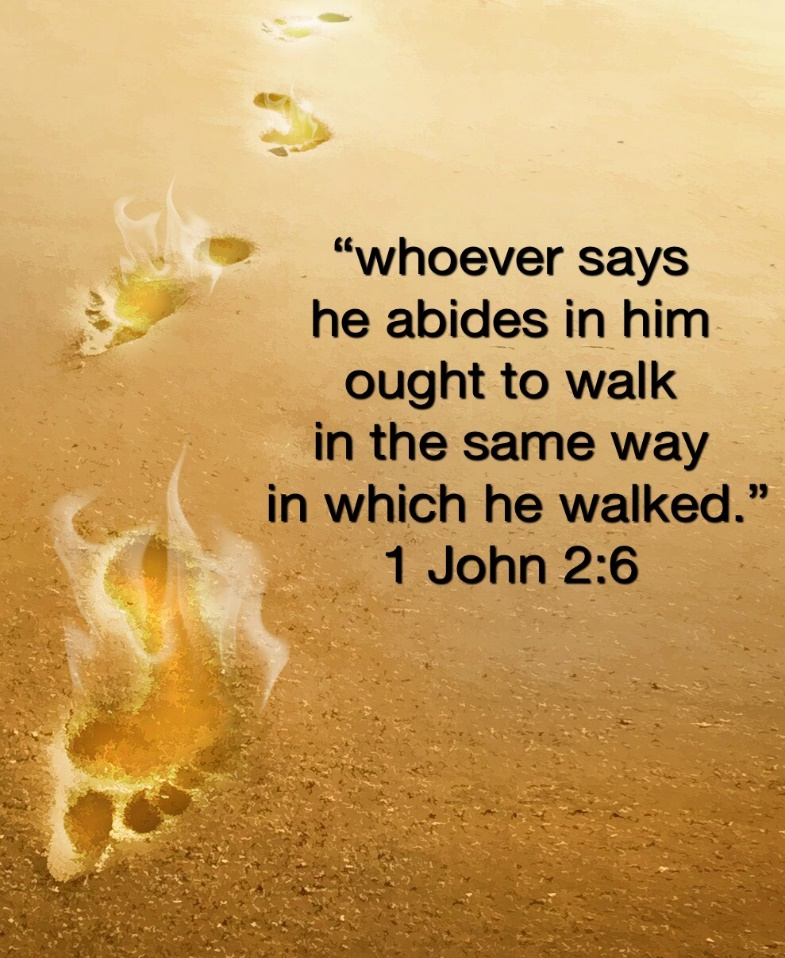 “whoever says
he abides in him
ought to walk
in the same way
in which he walked.”
1 John 2:6